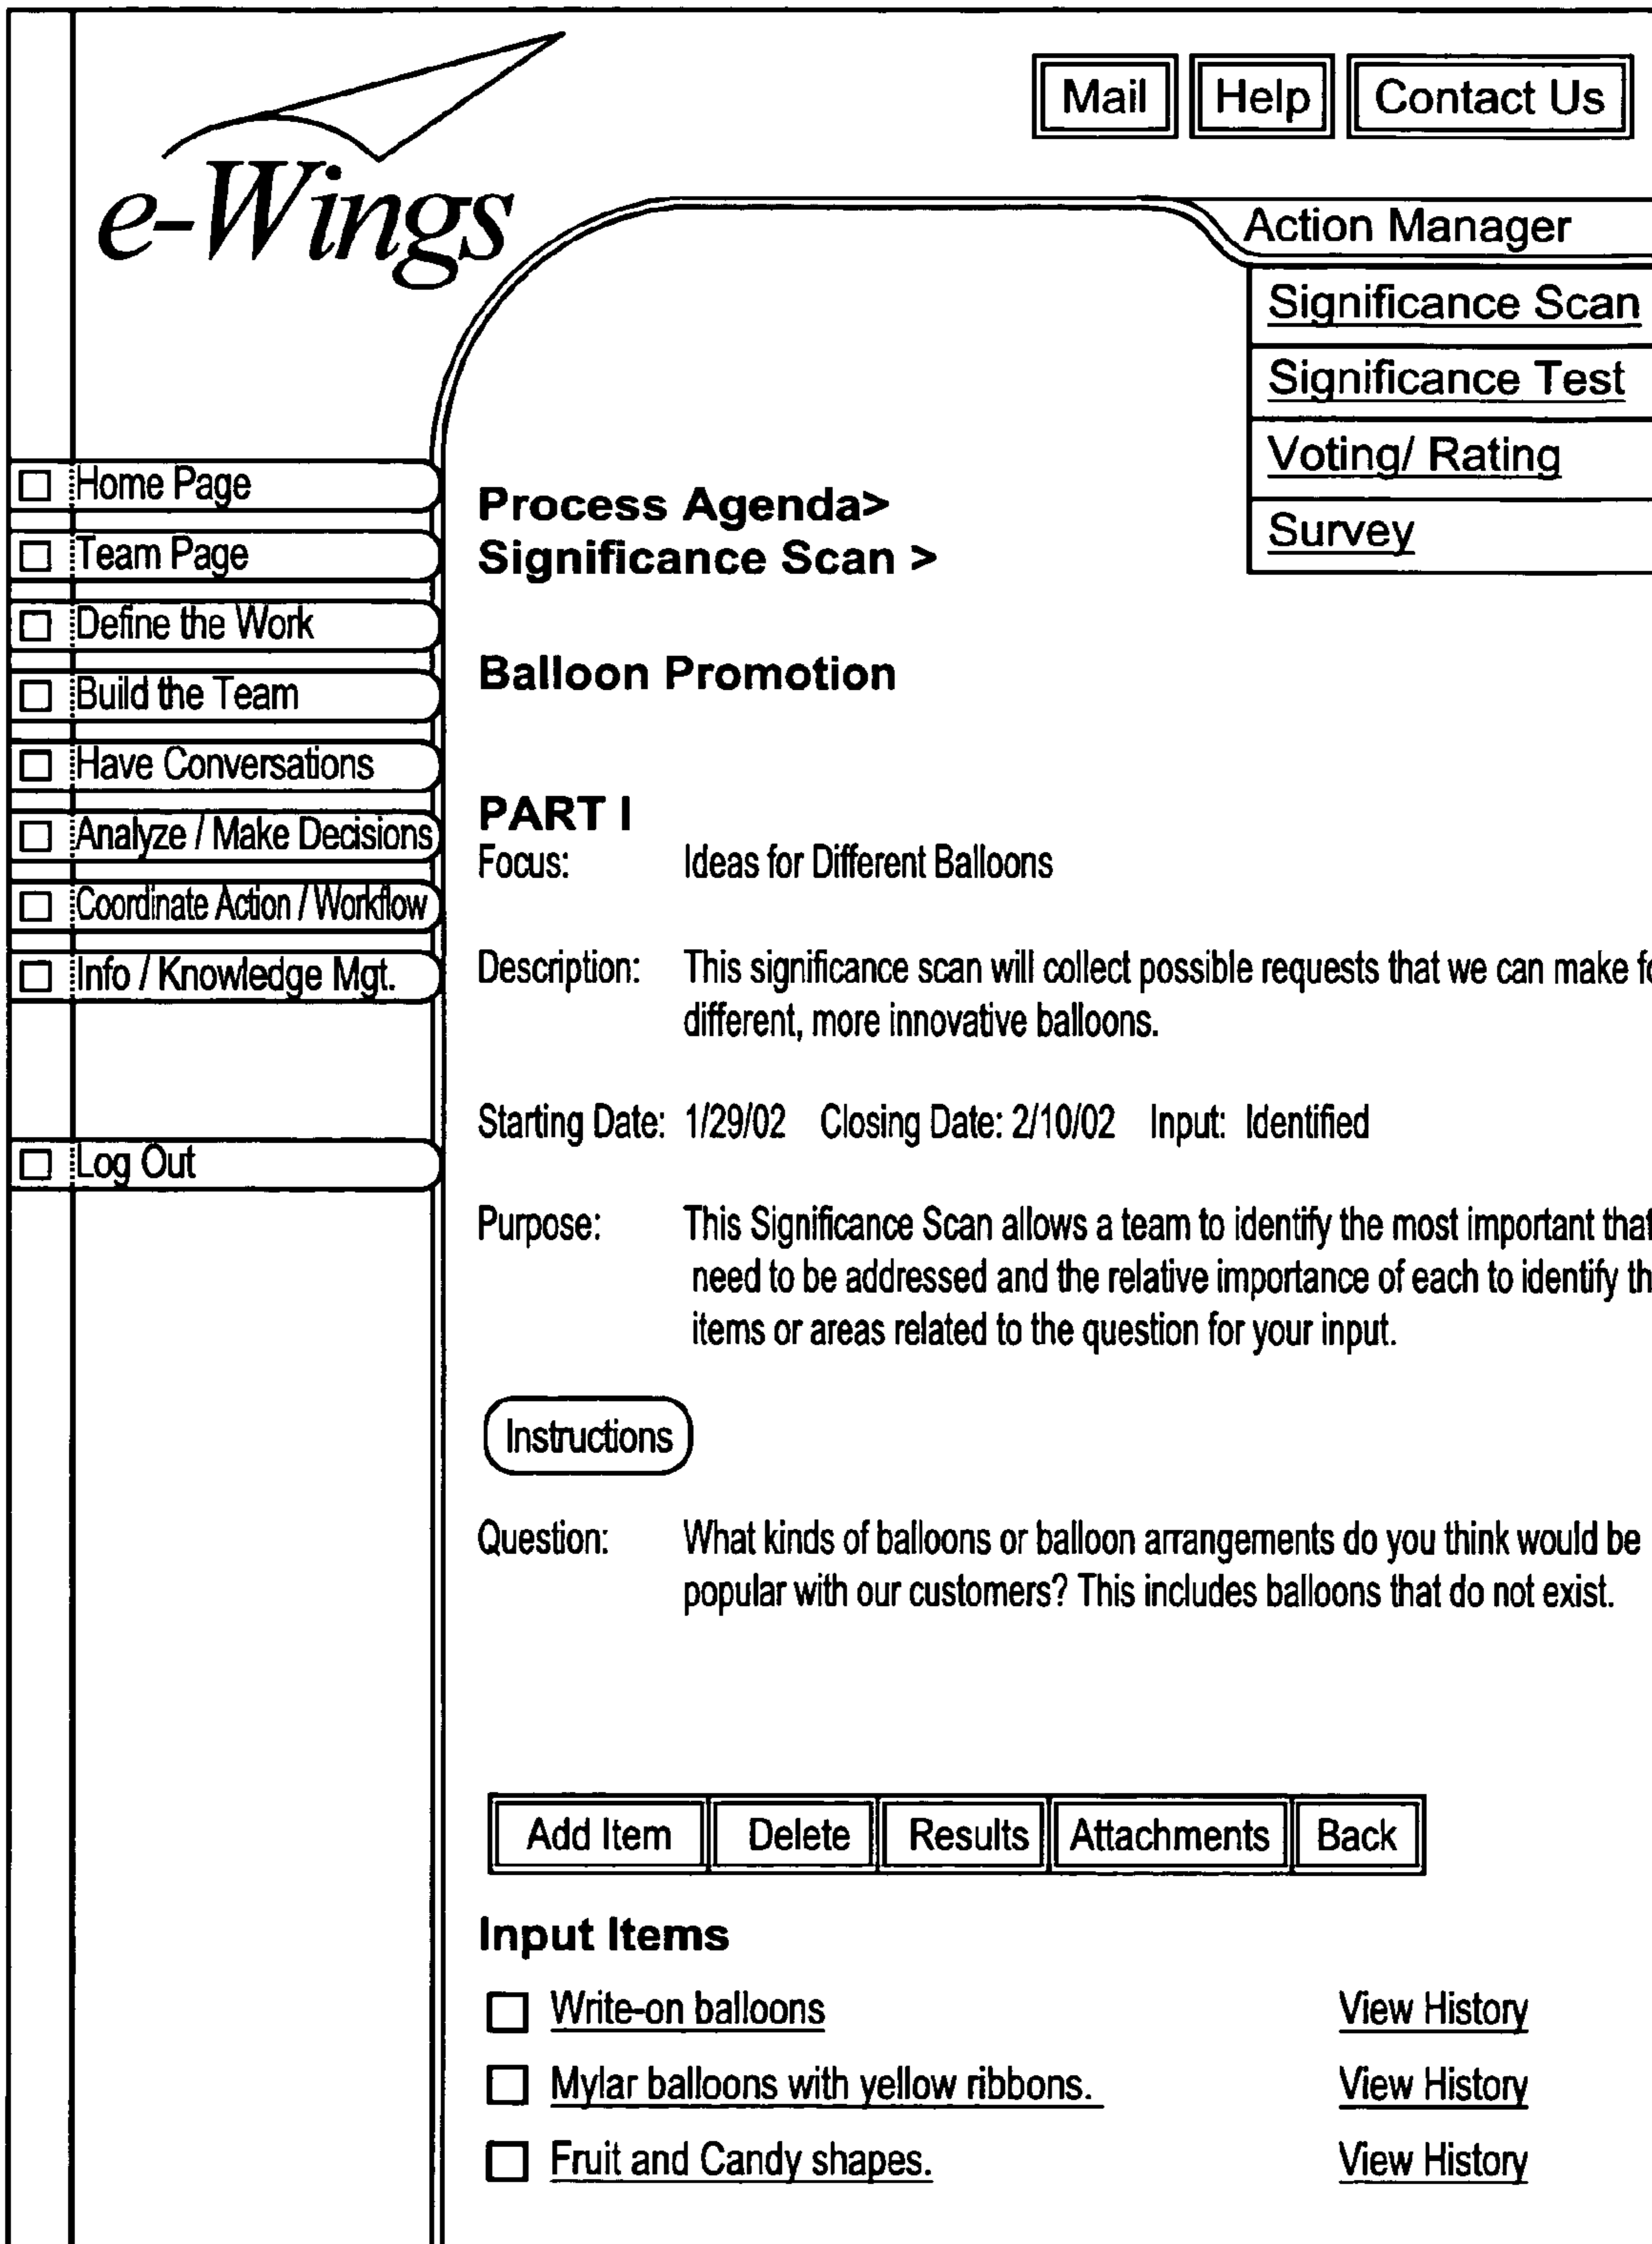 e-Wings
Mail Help Contact Us
Action Manager
Significance Scan
Significance Test
Voting/ Rating
Survey
Home Page
Team Page
Define the Work
Build the Team
Have Conversations
Analyze / Make Decisions
Coordinate Action / Workflow
Info / Knowledge Mgt.
Log Out
Process Agenda>
Significance Scan >
Balloon Promotion
PART I
Focus: Ideas for Different Balloons
Description: This significance scan will collect possible requests that we can make
different, more innovative balloons.
Starting Date: 1/29/02 Closing Date: 2/10/02 Input: Identified
Purpose: This Significance Scan allows a team to identify the most important that
need to be addressed and the relative importance of each to identify
items or areas related to the question for your input.
Instructions
Question: What kinds of balloons or balloon arrangements do you think would be
popular with our customers? This includes balloons that do not exist.
Add Item Delete Results Attachments Back
Input Items
Write-on balloons View History
Mylar balloons with yellow ribbons. View History
Fruit and Candy shapes. View History